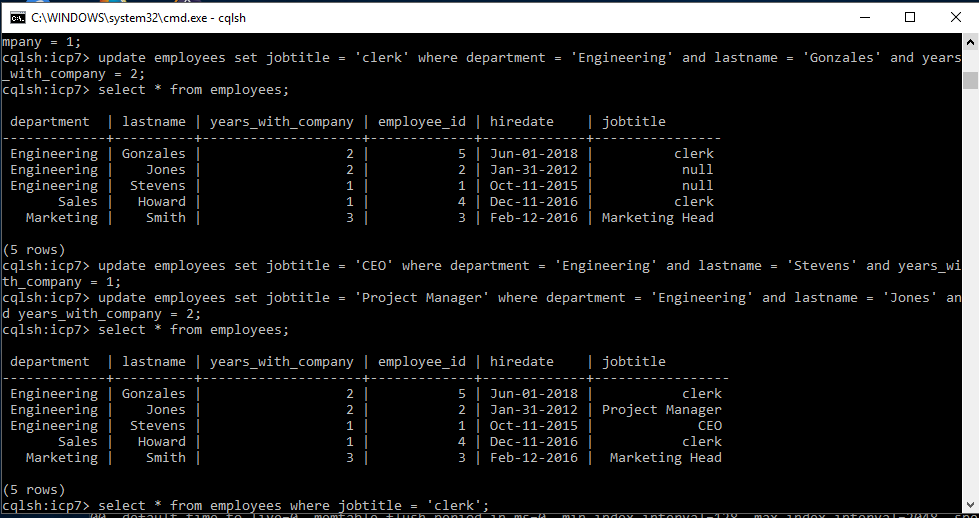 C:\WINDOWS\system32\cmd.exe - cqlsh
mpany = 1;
cqlsh:icp7> update employees set jobtitle = 'clerk' where department = 'Engineering' and lastname = 'Gonzales' and years
_with_company = 2;
cqlsh:icp7> select * from employees;
department | lastname | years_with_company | employee_id | hiredate | jobtitle
-------------+----------+--------------------+-------------+-------------+----------------
Engineering | Gonzales | 2 | 5 | Jun-01-2018 | clerk
Engineering | Jones | 2 | 2 | Jan-31-2012 | null
Engineering | Stevens | 1 | 1 | Oct-11-2015 | null
Sales | Howard | 1 | 4 | Dec-11-2016 | clerk
Marketing | Smith | 3 | 3 | Feb-12-2016 | Marketing Head
(5 rows)
cqlsh:icp7> update employees set jobtitle = 'CEO' where department = 'Engineering' and lastname = 'Stevens' and years_wi
th_company = 1;
cqlsh:icp7> update employees set jobtitle = 'Project Manager' where department = 'Engineering' and lastname = 'Jones' an
d years_with_company = 2;
cqlsh:icp7> select * from employees;
department | lastname | years_with_company | employee_id | hiredate | jobtitle
-------------+----------+--------------------+-------------+-------------+-----------------
Engineering | Gonzales | 2 | 5 | Jun-01-2018 | clerk
Engineering | Jones | 2 | 2 | Jan-31-2012 | Project Manager
Engineering | Stevens | 1 | 1 | Oct-11-2015 | CEO
Sales | Howard | 1 | 4 | Dec-11-2016 | clerk
Marketing | Smith | 3 | 3 | Feb-12-2016 | Marketing Head
(5 rows)
cqlsh:icp7> select * from employees where jobtitle = 'clerk';